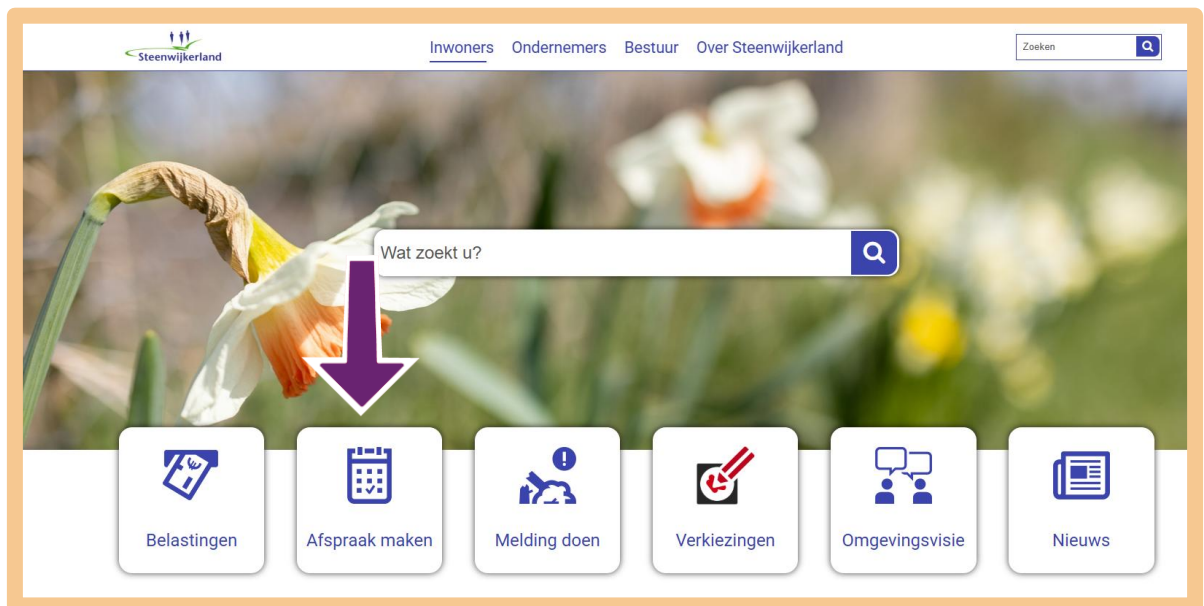 Steenwijkerland
Inwoners Ondernemers Bestuur Over Steenwijkerland
Zoeken
Wat zoekt u?
Belastingen
Afspraak maken
Melding doen
Verkiezingen
Omgevingsvisie
Nieuws